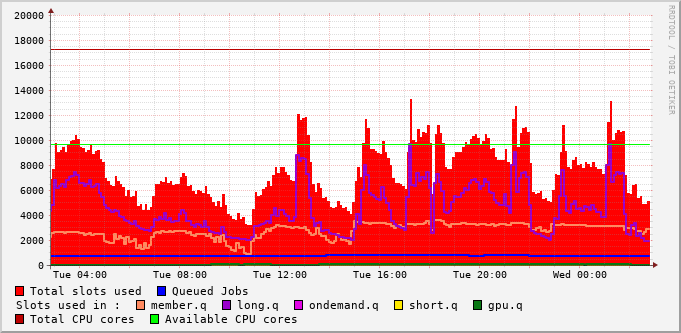 20000
18000
16000
14000
12000
10000
8000
6000
4000
2000
0
Tue 04:00 Tue 08:00 Tue 12:00 Tue 16:00 Tue 20:00 Wed 00:00
RRDTOOL / TOBI OETIKER
Total slots used Queued Jobs
Slots used in : member.q long.q ondemand.q short.q gpu.q
Total CPU cores Available CPU cores